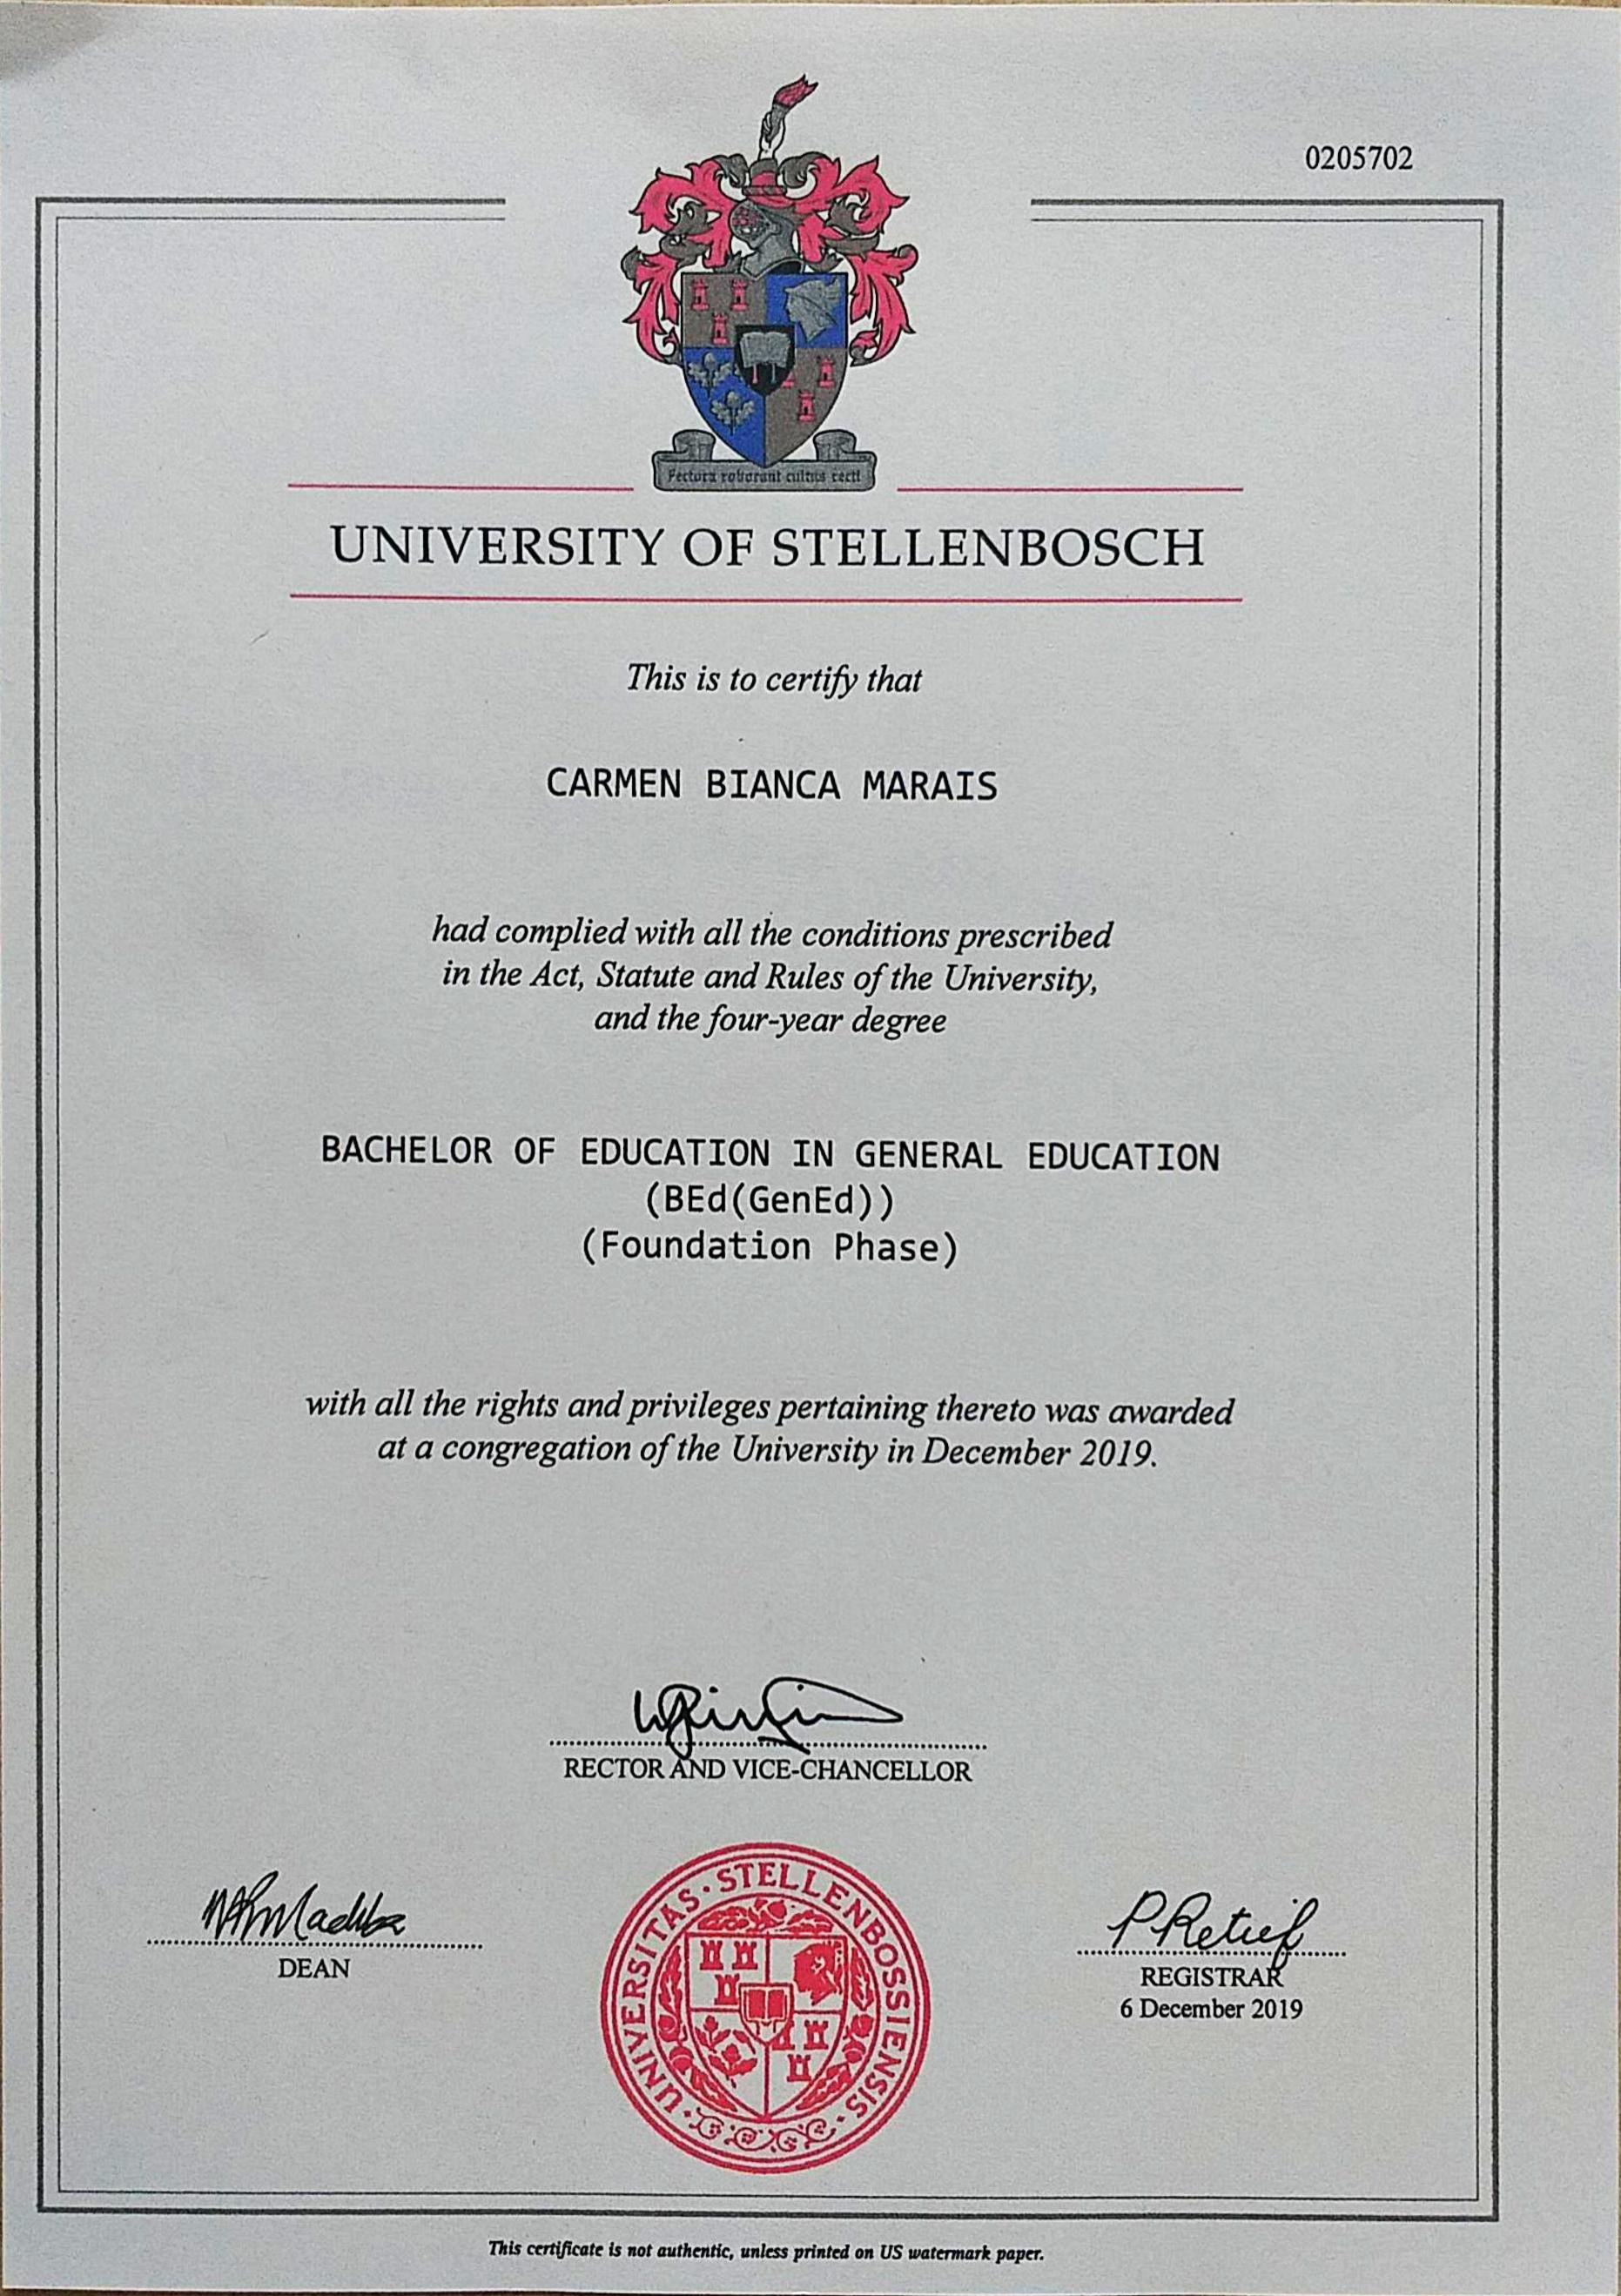 0205702
Pectora roborant cultus recti
UNIVERSITY OF STELLENBOSCH
This is to certify that
CARMEN BIANCA MARAIS
had complied with all the conditions prescribed
in the Act, Statute and Rules of the University,
and the four-year degree
BACHELOR OF EDUCATION IN GENERAL EDUCATION
(BEd(GenEd))
(Foundation Phase)
with all the rights and privileges pertaining thereto was awarded
at a congregation of the University in December 2019.
RECTOR AND VICE-CHANCELLOR
DEAN
P Retief
REGISTRAR
6 December 2019
UNIVERSITAS · STELLENBOSSIENSIS
This certificate is not authentic, unless printed on US watermark paper.